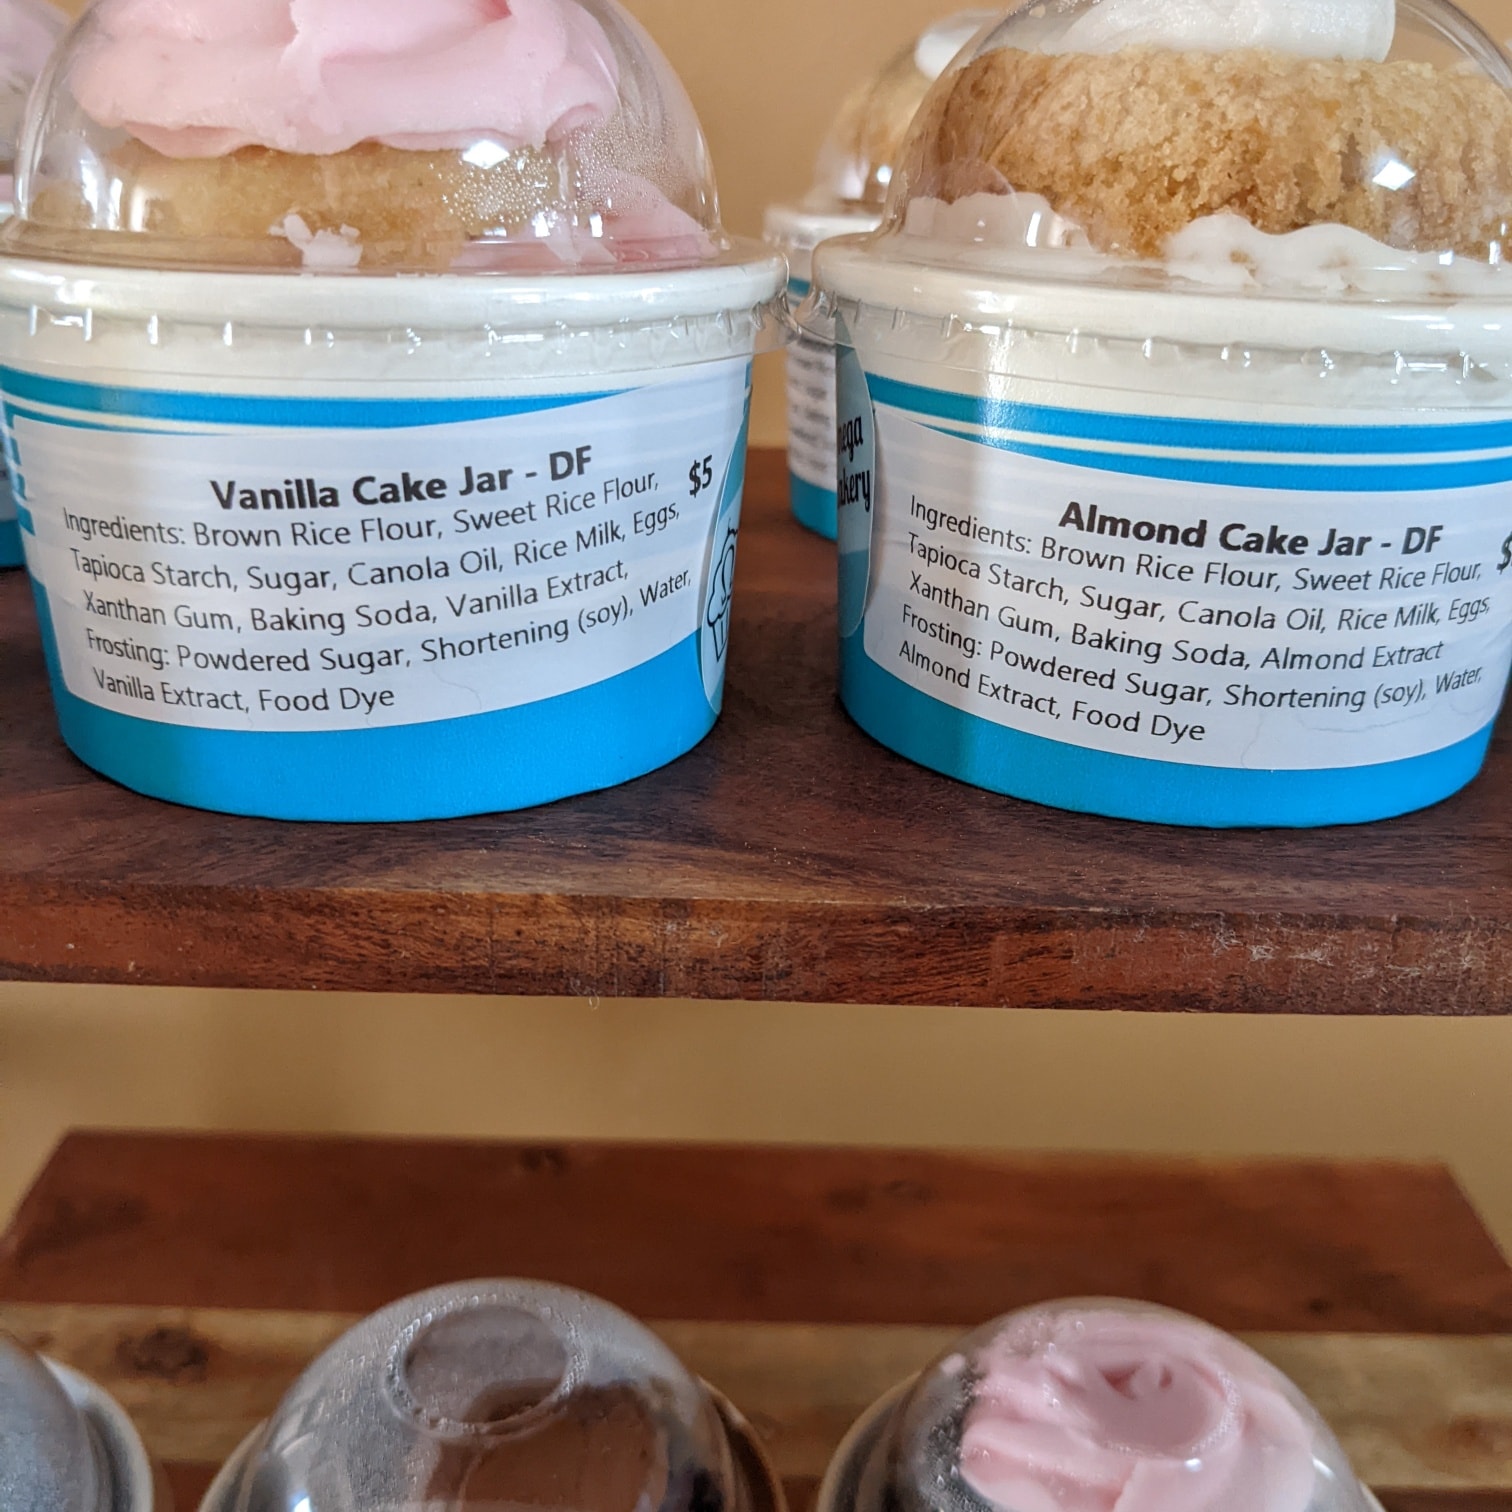 Vanilla Cake Jar - DF
$5
Ingredients: Brown Rice Flour, Sweet Rice Flour,
Tapioca Starch, Sugar, Canola Oil, Rice Milk, Eggs,
Xanthan Gum, Baking Soda, Vanilla Extract,
Frosting: Powdered Sugar, Shortening (soy), Water,
Vanilla Extract, Food Dye
Almond Cake Jar - DF
Ingredients: Brown Rice Flour, Sweet Rice Flour,
Tapioca Starch, Sugar, Canola Oil, Rice Milk, Eggs,
Xanthan Gum, Baking Soda, Almond Extract
Frosting: Powdered Sugar, Shortening (soy), Water,
Almond Extract, Food Dye